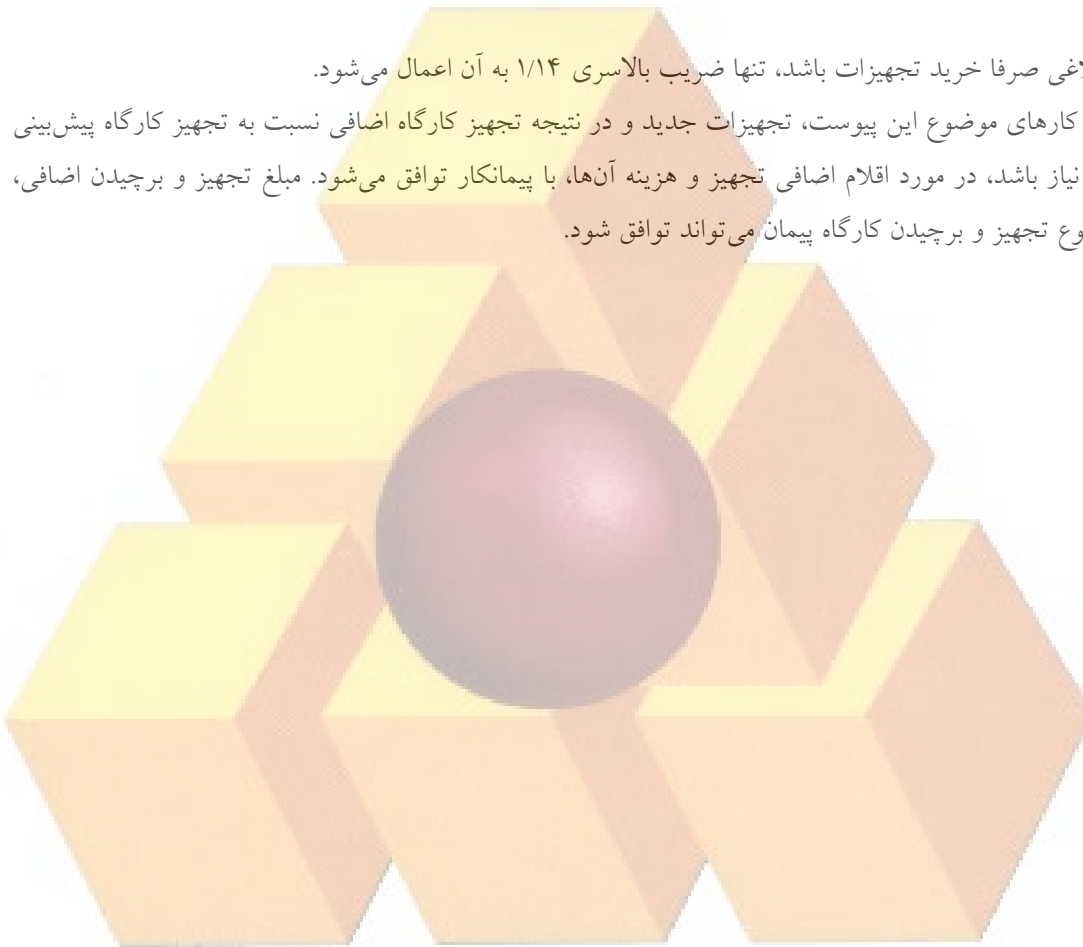 صرفا خرید تجهیزات باشد، تنها ضریب بالاسری ۱/۱۴ به آن اعمال می‌شود.
کارهای موضوع این پیوست، تجهیزات جدید و در نتیجه تجهیز کارگاه اضافی نسبت به تجهیز کارگاه پیش‌بینی
نیاز باشد، در مورد اقلام اضافی تجهیز و هزینه آن‌ها، با پیمانکار توافق می‌شود. مبلغ تجهیز و برچیدن اضافی،
تجهیز و برچیدن کارگاه پیمان می‌تواند توافق شود.